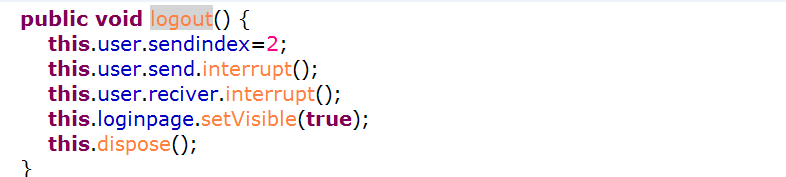 public void logout() {
this.user.sendindex=2;
this.user.send.interrupt();
this.user.reciver.interrupt();
this.loginpage.setVisible(true);
this.dispose();
}